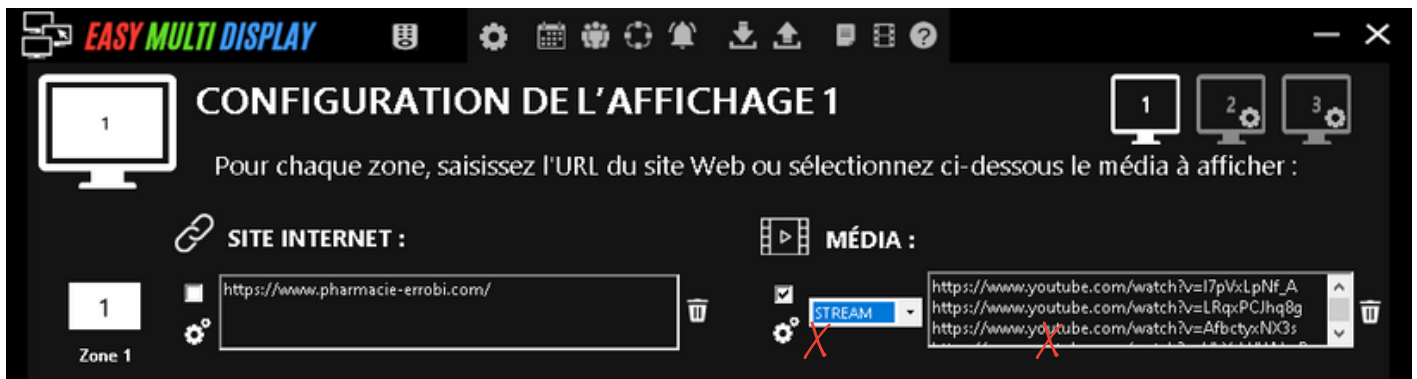 EASY MULTI DISPLAY
CONFIGURATION DE L'AFFICHAGE 1
1
1
2
3
Pour chaque zone, saisissez l'URL du site Web ou sélectionnez ci-dessous le média à afficher :
SITE INTERNET :
MÉDIA :
1
Zone 1
https://www.pharmacie-errobi.com/
STREAM
https://www.youtube.com/watch?v=I7pVxLpNf_A
https://www.youtube.com/watch?v=LRqxPCJhq8g
https://www.youtube.com/watch?v=AfbctyxNX3s